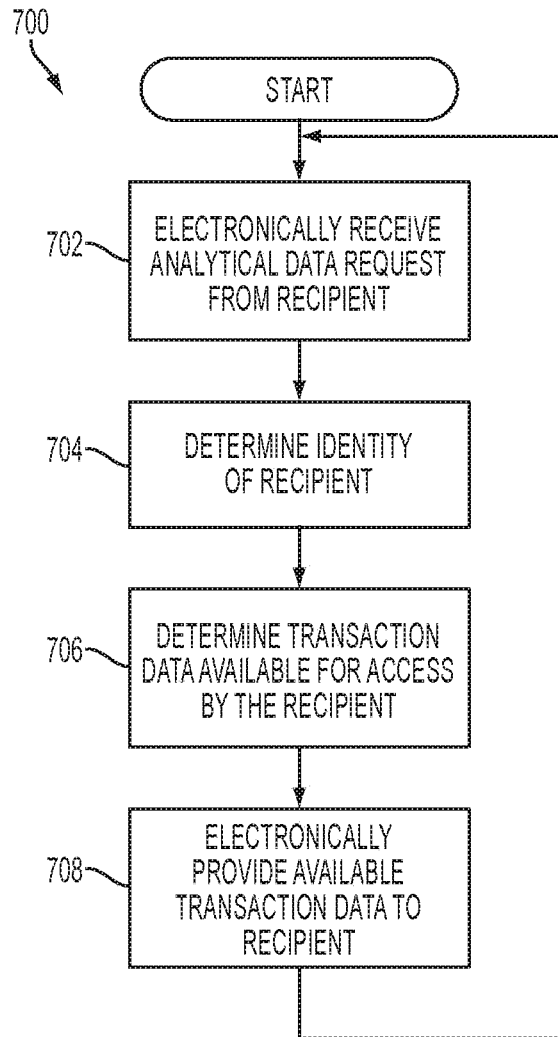 700
START
702
ELECTRONICALLY RECEIVE
ANALYTICAL DATA REQUEST
FROM RECIPIENT
704
DETERMINE IDENTITY
OF RECIPIENT
706
DETERMINE TRANSACTION
DATA AVAILABLE FOR ACCESS
BY THE RECIPIENT
708
ELECTRONICALLY
PROVIDE AVAILABLE
TRANSACTION DATA TO
RECIPIENT